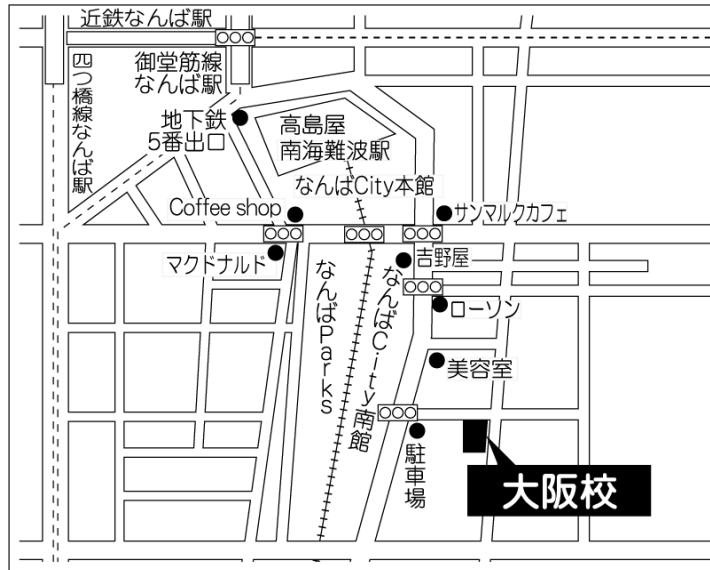 近鉄なんば駅
四つ橋線なんば駅
御堂筋線
なんば駅
地下鉄
5番出口
高島屋
南海難波駅
なんばCity本館
Coffee shop
サンマルクカフェ
マクドナルド
なんばParks
なんばCity南館
吉野屋
ローソン
美容室
駐車場
大阪校